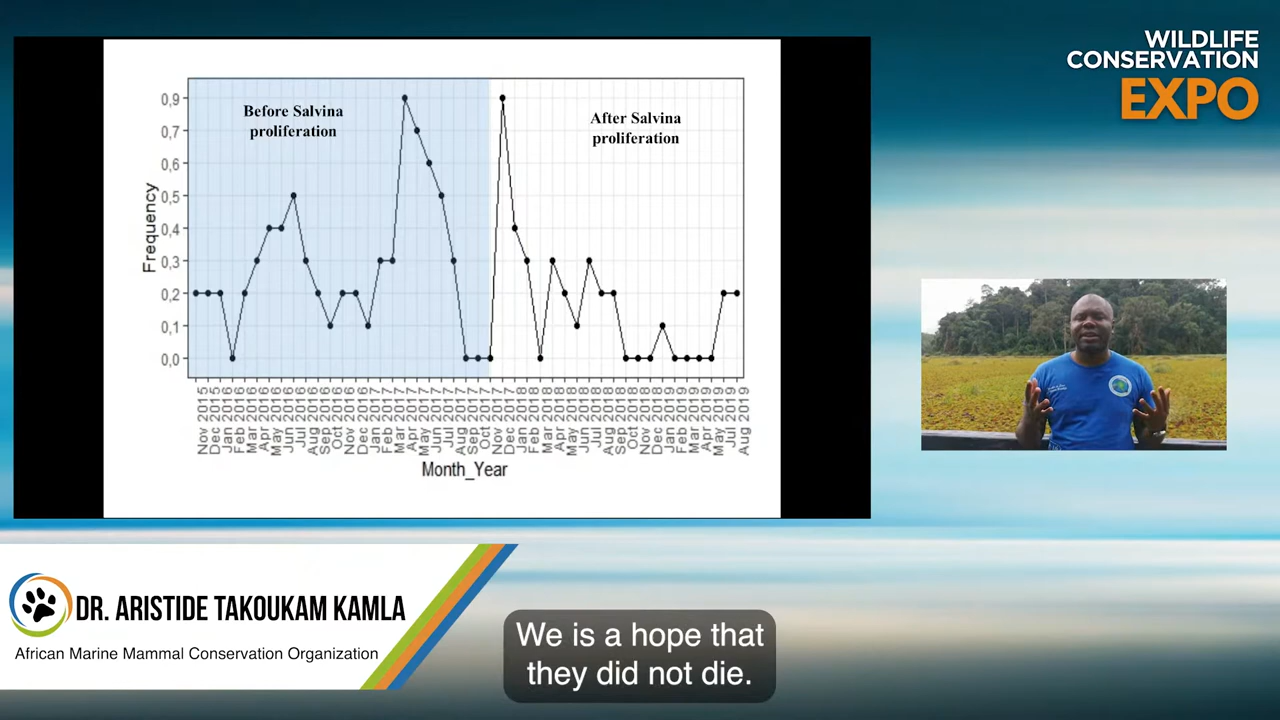 WILDLIFE
CONSERVATION
EXPO
Before Salvina
proliferation
After Salvina
proliferation
0,9
0,7
0,6
0,5
0,4
0,3
0,2
0,1
0,0
Frequency
Nov 2015
Dec 2015
Jan 2016
Feb 2016
Mar 2016
Apr 2016
May 2016
Jun 2016
Jul 2016
Aug 2016
Oct 2016
Nov 2016
Dec 2016
Jan 2017
Feb 2017
Mar 2017
Apr 2017
May 2017
Jun 2017
Jul 2017
Aug 2017
Sep 2017
Oct 2017
Nov 2017
Dec 2017
Jan 2018
Feb 2018
Mar 2018
Apr 2018
May 2018
Jun 2018
Jul 2018
Aug 2018
Sep 2018
Oct 2018
Nov 2018
Dec 2018
Jan 2019
Feb 2019
Mar 2019
Apr 2019
May 2019
Jul 2019
Aug 2019
Month_Year
DR. ARISTIDE TAKOUKAM KAMLA
African Marine Mammal Conservation Organization
We is a hope that
they did not die.